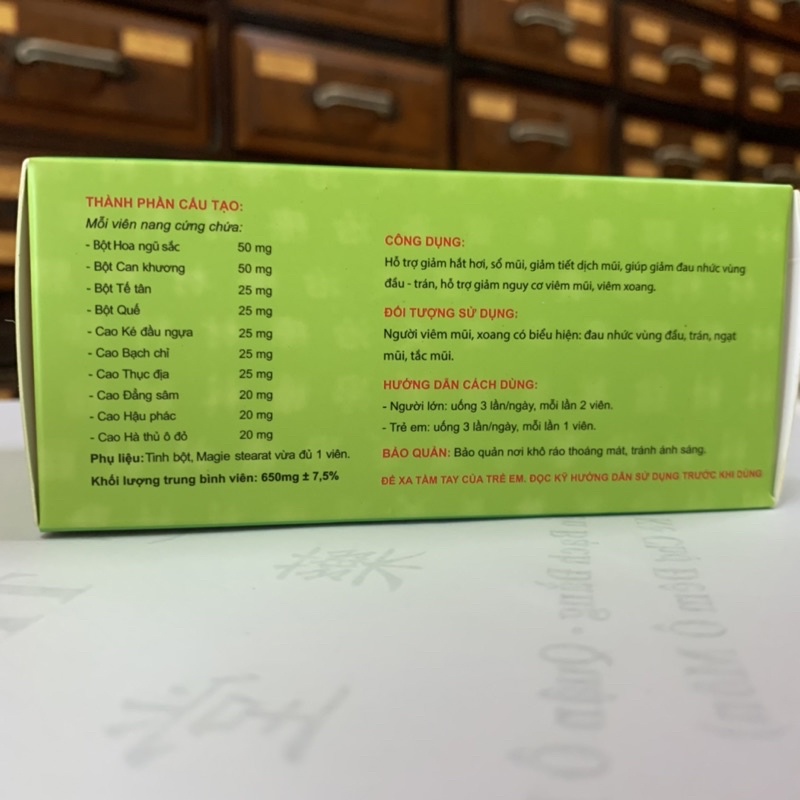 THÀNH PHẦN CẤU TẠO:
Mỗi viên nang cứng chứa:
- Bột Hoa ngũ sắc 50 mg
- Bột Can khương 50 mg
- Bột Tế tân 25 mg
- Bột Quế 25 mg
- Cao Ké đầu ngựa 25 mg
- Cao Bạch chỉ 25 mg
- Cao Thục địa 25 mg
- Cao Đẳng sâm 20 mg
- Cao Hậu phác 20 mg
- Cao Hà thủ ô đỏ 20 mg
Phụ liệu: Tinh bột, Magie stearat vừa đủ 1 viên.
Khối lượng trung bình viên: 650mg ± 7,5%
CÔNG DỤNG:
Hỗ trợ giảm hắt hơi, sổ mũi, giảm tiết dịch mũi, giúp giảm đau nhức vùng
đầu - trán, hỗ trợ giảm nguy cơ viêm mũi, viêm xoang.
ĐỐI TƯỢNG SỬ DỤNG:
Người viêm mũi, xoang có biểu hiện: đau nhức vùng đầu, trán, ngạt
mũi, tắc mũi.
HƯỚNG DẪN CÁCH DÙNG:
- Người lớn: uống 3 lần/ngày, mỗi lần 2 viên.
- Trẻ em: uống 3 lần/ngày, mỗi lần 1 viên.
BẢO QUẢN: Bảo quản nơi khô ráo thoáng mát, tránh ánh sáng.
ĐỂ XA TẦM TAY CỦA TRẺ EM. ĐỌC KỸ HƯỚNG DẪN SỬ DỤNG TRƯỚC KHI DÙNG